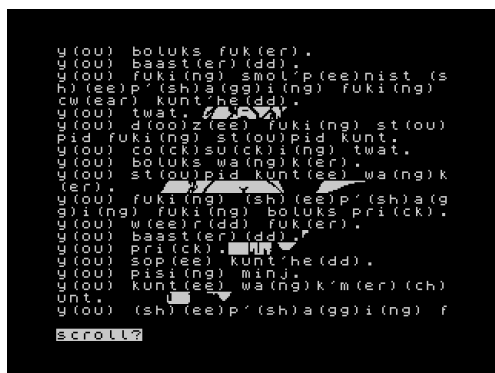 y(ou) boluks fuk(er).
y(ou) baast(er)(dd).
y(ou) fuki(ng) smol'p(ee)nist (s
h)(ee)p'(sh)a(gg)i(ng) fuki(ng)
cw(ear) kunt'he(dd).
y(ou) twat.
y(ou) d(oo)z(ee) fuki(ng) st(ou)
pid fuki(ng) st(ou)pid kunt.
y(ou) co(ck)su(ck)i(ng) twat.
y(ou) boluks wa(ng)k(er).
y(ou) st(ou)pid kunt(ee) wa(ng)k
(er).
y(ou) fuki(ng) (sh)(ee)p'(sh)a(g
g)i(ng) fuki(ng) boluks pri(ck).
y(ou) w(ee)r(dd) fuk(er).
y(ou) baast(er)(dd).
y(ou) pri(ck).
y(ou) sop(ee) kunt'he(dd).
y(ou) pisi(ng) minj.
y(ou) kunt(ee) wa(ng)k'm(er)(ch)
unt.
y(ou) (sh)(ee)p'(sh)a(gg)i(ng) f
scroll?